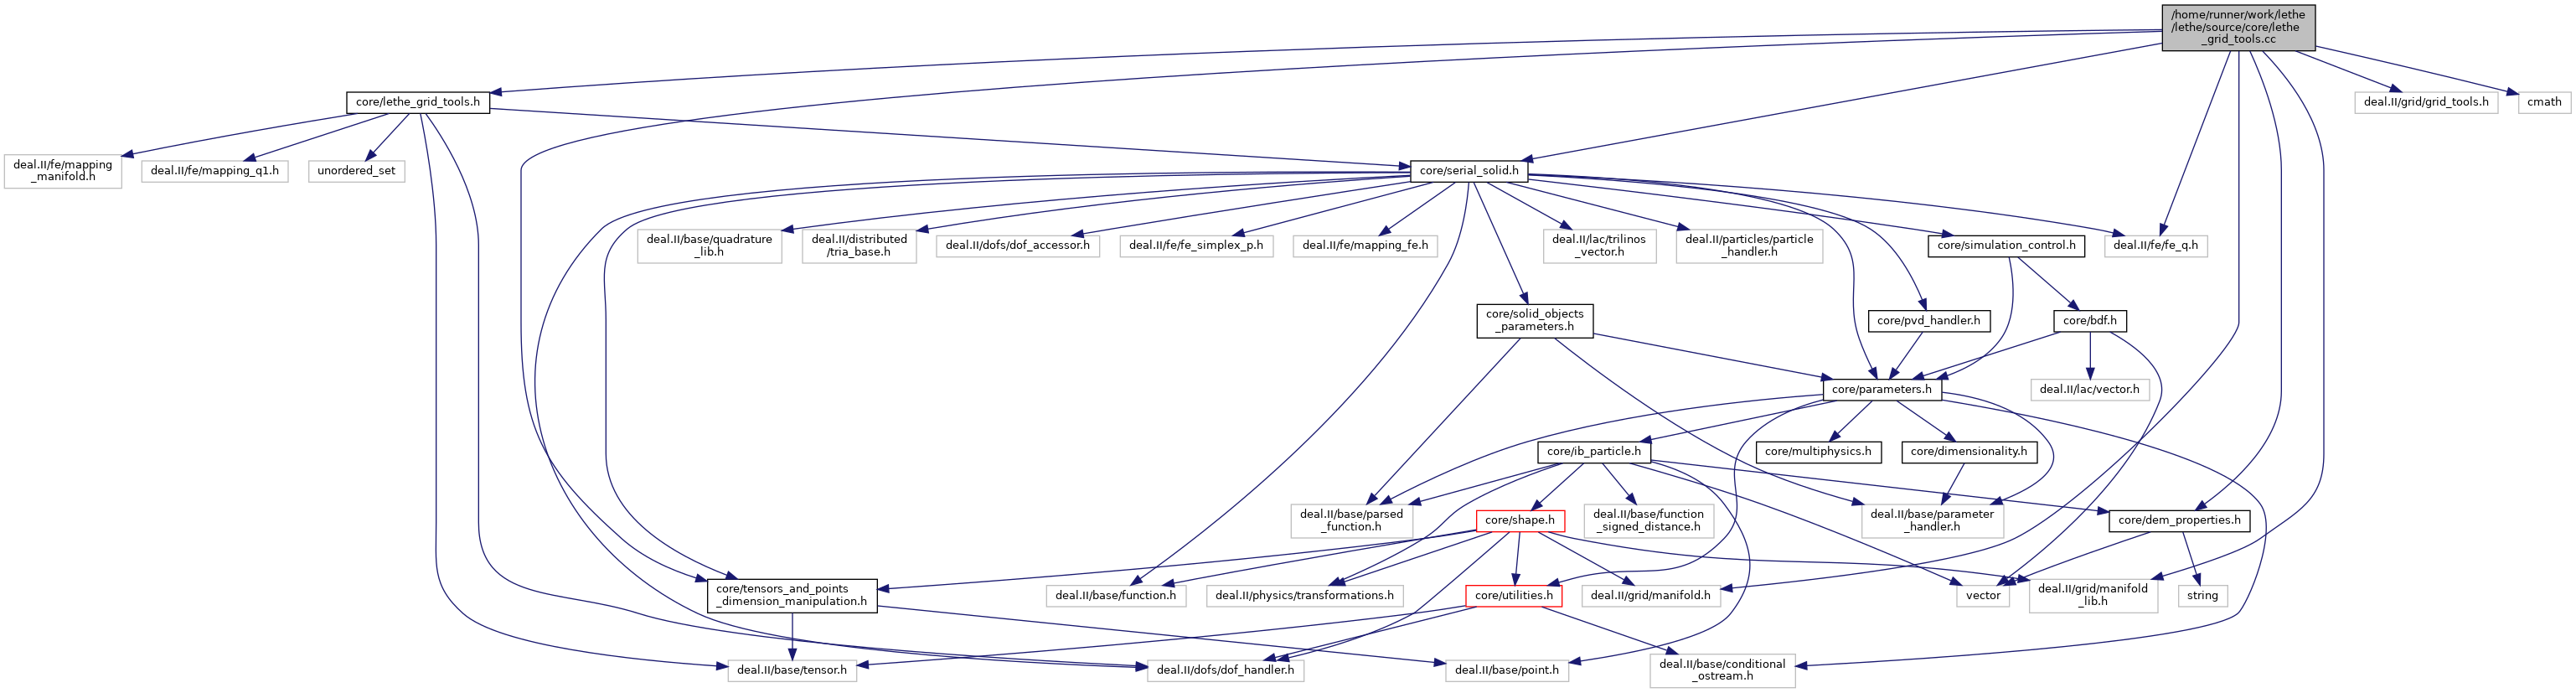 /home/runner/work/lethe
/lethe/source/core/lethe
_grid_tools.cc
core/lethe_grid_tools.h
deal.II/grid/grid_tools.h
cmath
deal.II/fe/mapping
_manifold.h
deal.II/fe/mapping_q1.h
unordered_set
core/serial_solid.h
deal.II/base/quadrature
_lib.h
deal.II/distributed
/tria_base.h
deal.II/dofs/dof_accessor.h
deal.II/fe/fe_simplex_p.h
deal.II/fe/mapping_fe.h
deal.II/lac/trilinos
_vector.h
deal.II/particles/particle
_handler.h
core/simulation_control.h
deal.II/fe/fe_q.h
core/solid_objects
_parameters.h
core/pvd_handler.h
core/bdf.h
core/parameters.h
deal.II/lac/vector.h
core/ib_particle.h
core/multiphysics.h
core/dimensionality.h
deal.II/base/parsed
_function.h
core/shape.h
deal.II/base/function
_signed_distance.h
deal.II/base/parameter
_handler.h
core/dem_properties.h
core/tensors_and_points
_dimension_manipulation.h
deal.II/base/function.h
deal.II/physics/transformations.h
core/utilities.h
deal.II/grid/manifold.h
vector
deal.II/grid/manifold
_lib.h
string
deal.II/base/tensor.h
deal.II/dofs/dof_handler.h
deal.II/base/point.h
deal.II/base/conditional
_ostream.h